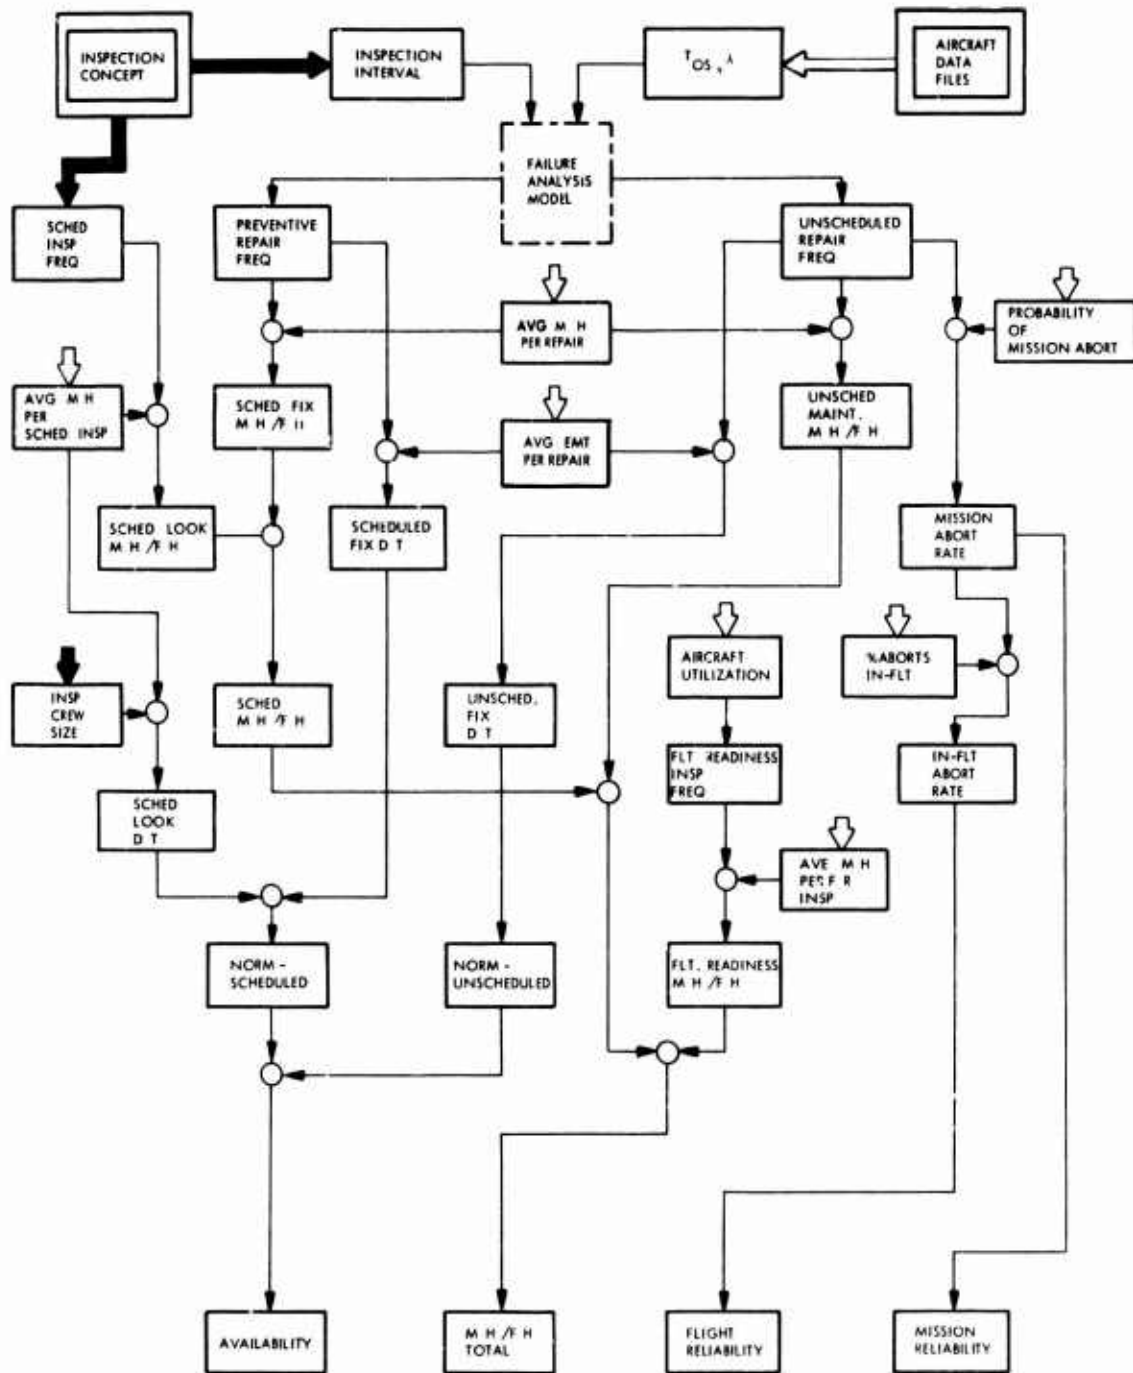 INSPECTION
CONCEPT
INSPECTION
INTERVAL
T OS , λ
AIRCRAFT
DATA
FILES
FAILURE
ANALYSIS
MODEL
SCHED
INSP
FREQ
PREVENTIVE
REPAIR
FREQ
UNSCHEDULED
REPAIR
FREQ
AVG M H
PER REPAIR
PROBABILITY
OF
MISSION ABORT
AVG M H
PER
SCHED INSP
SCHED FIX
M H /F II
UNSCHED
MAINT.
M H /F H
AVG EMT
PER REPAIR
SCHED LOOK
M H /F H
SCHEDULED
FIX D T
MISSION
ABORT
RATE
AIRCRAFT
UTILIZATION
%ABORTS
IN-FLT
INSP
CREW
SIZE
SCHED
M H /F H
UNSCHED.
FIX
D T
FLT READINESS
INSP
FREQ
IN-FLT
ABORT
RATE
SCHED
LOOK
D T
AVE M H
PER F R
INSP
NORM -
SCHEDULED
NORM -
UNSCHEDULED
FLT. READINESS
M H /F H
AVAILABILITY
M H /F H
TOTAL
FLIGHT
RELIABILITY
MISSION
RELIABILITY